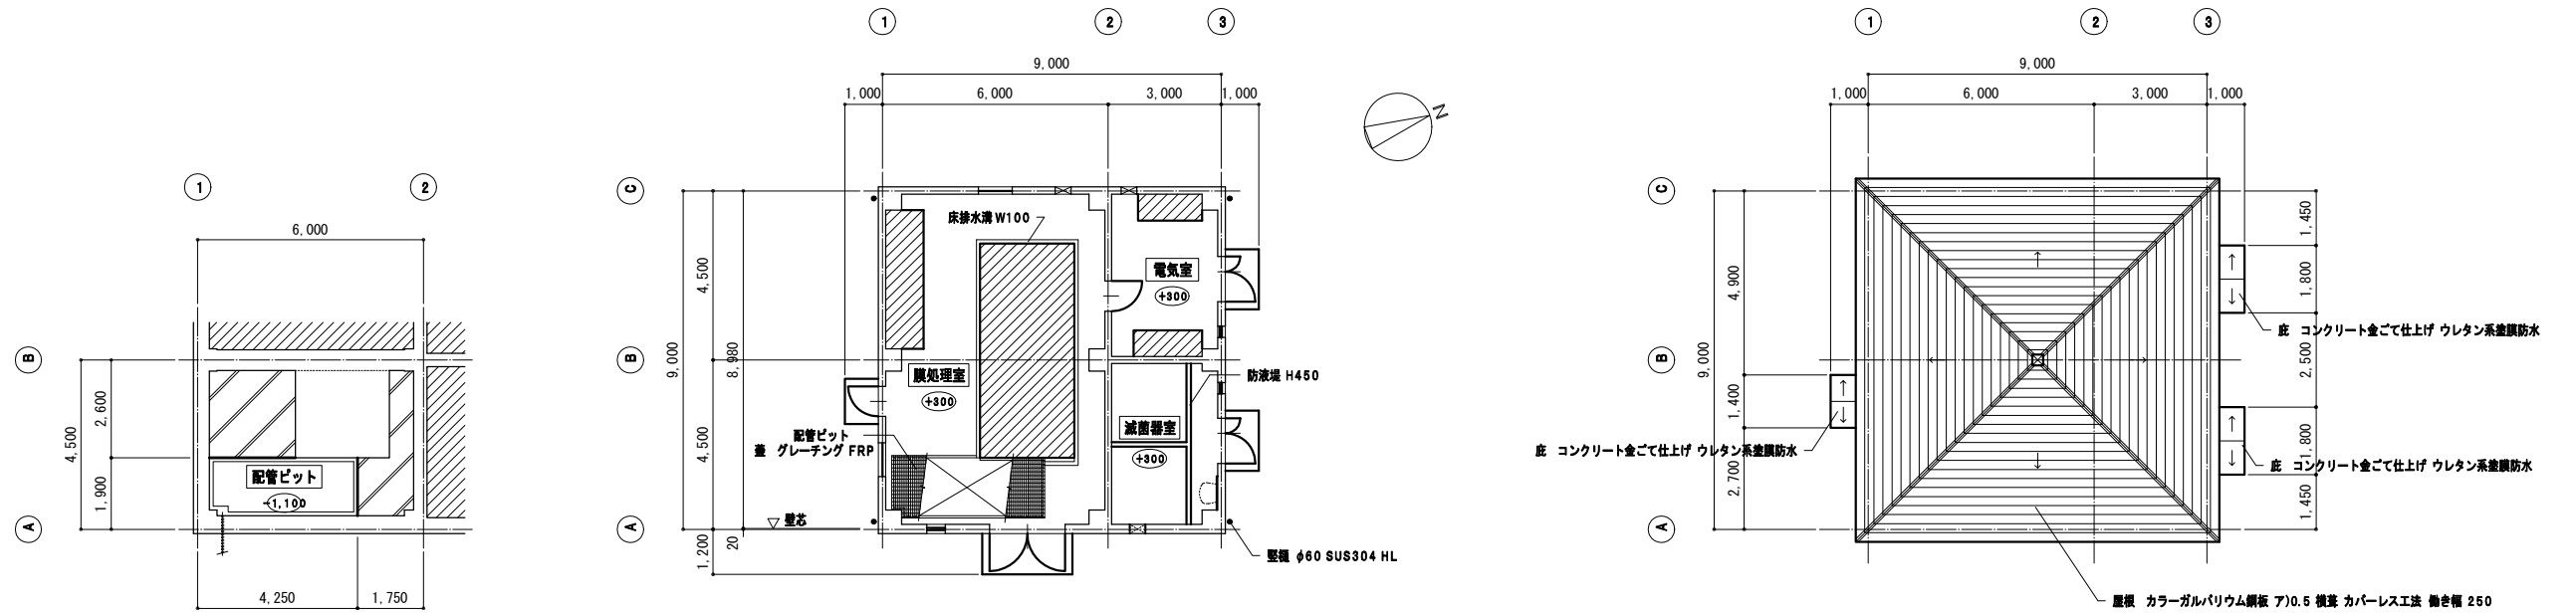 1
2
6,000
B
A
4,500
2,600
1,900
配管ピット
-1,100
4,250
1,750
1
2
3
9,000
1,000
6,000
3,000
1,000
N
C
B
A
9,000
4,500
4,500
1,200
8,980
20
床排水溝W100
電気室
+300
膜処理室
+300
防液堤 H450
滅菌器室
+300
配管ピット
蓋 グレーチング FRP
壁芯
竪樋 φ60 SUS304 HL
1
2
3
9,000
1,000
6,000
3,000
1,000
C
B
A
9,000
4,900
1,400
2,700
1,450
1,800
2,500
1,800
1,450
庇 コンクリート金ごて仕上げ ウレタン系塗膜防水
庇 コンクリート金ごて仕上げ ウレタン系塗膜防水
庇 コンクリート金ごて仕上げ ウレタン系塗膜防水
屋根 カラーガルバリウム鋼板 ア)0.5 横葺 カバーレス工法 働き幅 250